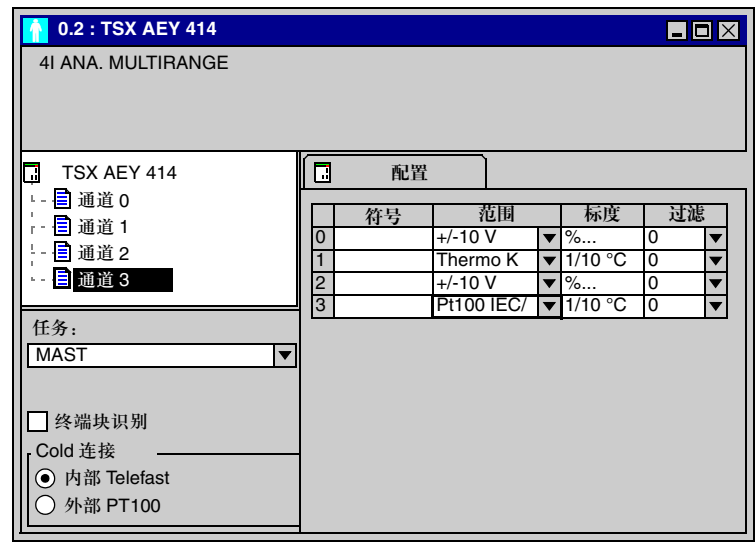 0.2 : TSX AEY 414
4I ANA. MULTIRANGE
TSX AEY 414
通道 0
通道 1
通道 2
通道 3
任务:
MAST
终端块识别
Cold 连接
内部 Telefast
外部 PT100
配置
符号 范围 标度 过滤
0 +/-10 V %... 0
1 Thermo K 1/10 °C 0
2 +/-10 V %... 0
3 Pt100 IEC/ 1/10 °C 0